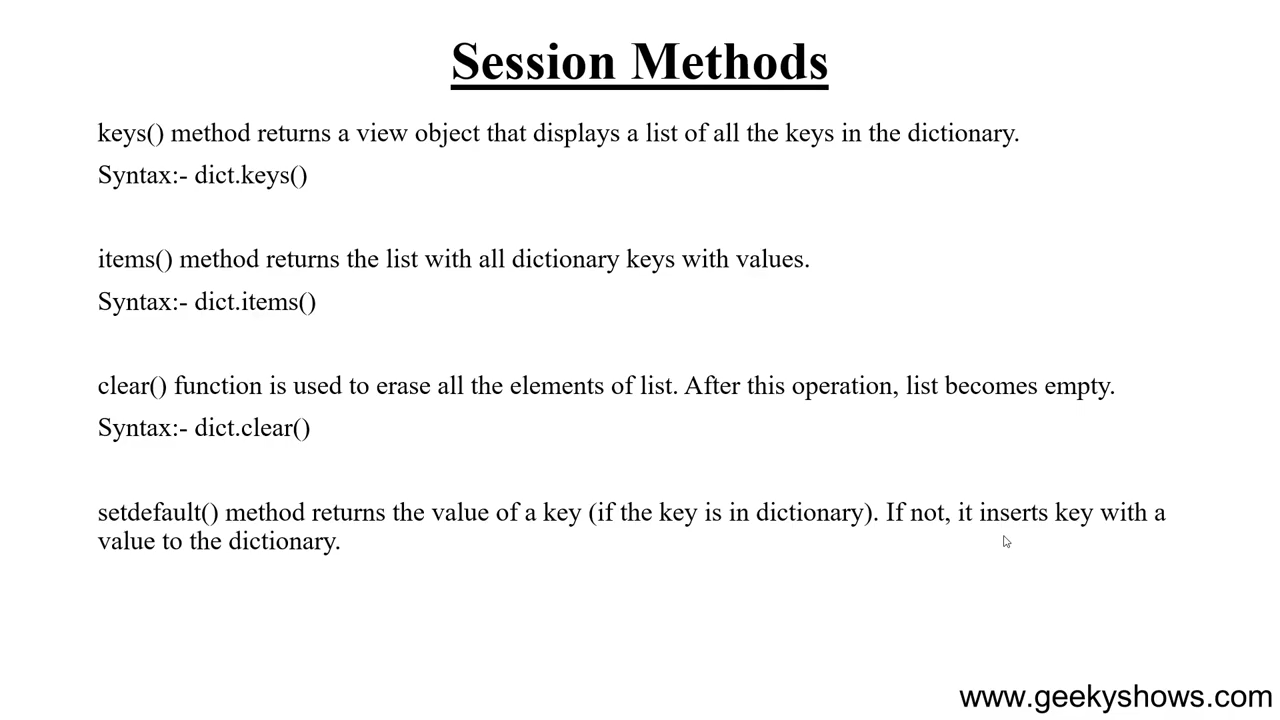 Session Methods
keys() method returns a view object that displays a list of all the keys in the dictionary.
Syntax:- dict.keys()
items() method returns the list with all dictionary keys with values.
Syntax:- dict.items()
clear() function is used to erase all the elements of list. After this operation, list becomes empty.
Syntax:- dict.clear()
setdefault() method returns the value of a key (if the key is in dictionary). If not, it inserts key with a
value to the dictionary.
www.geekyshows.com